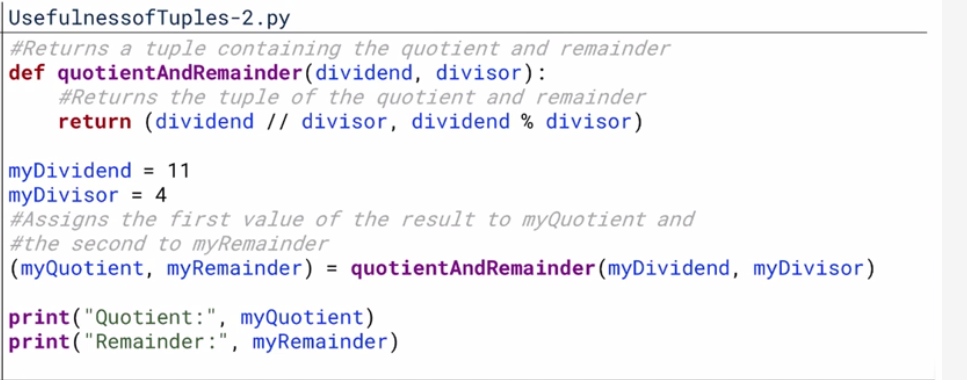 UsefulnessofTuples-2.py
#Returns a tuple containing the quotient and remainder
def quotientAndRemainder(dividend, divisor):
    #Returns the tuple of the quotient and remainder
    return (dividend // divisor, dividend % divisor)
myDividend = 11
myDivisor = 4
#Assigns the first value of the result to myQuotient and
#the second to myRemainder
(myQuotient, myRemainder) = quotientAndRemainder(myDividend, myDivisor)
print("Quotient:", myQuotient)
print("Remainder:", myRemainder)